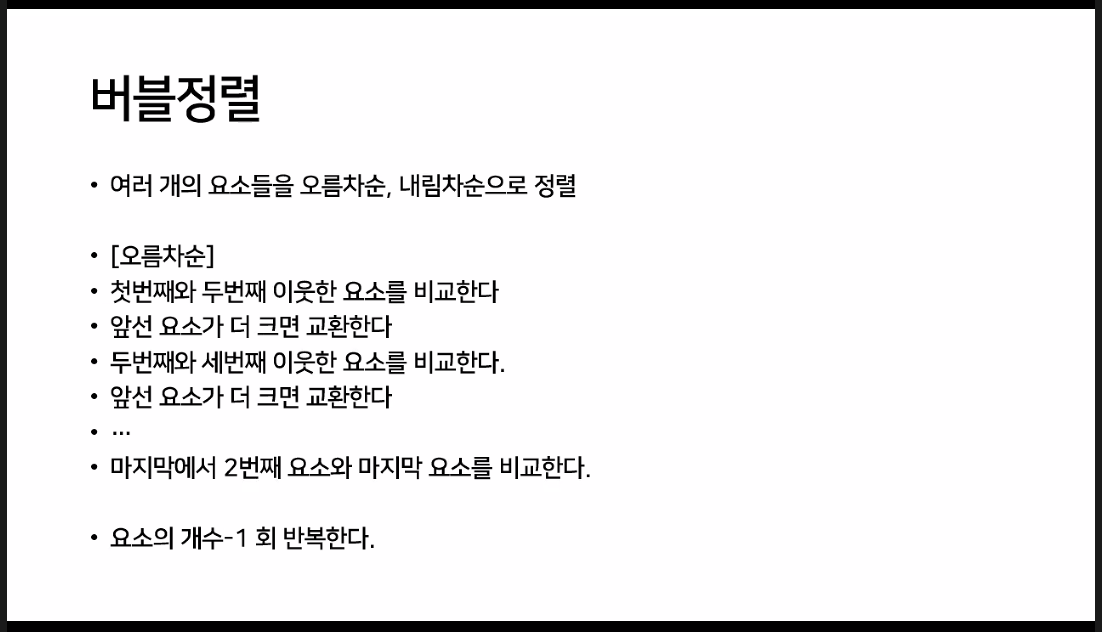 버블정렬
• 여러 개의 요소들을 오름차순, 내림차순으로 정렬
• [오름차순]
• 첫번째와 두번째 이웃한 요소를 비교한다
• 앞선 요소가 더 크면 교환한다
• 두번째와 세번째 이웃한 요소를 비교한다.
• 앞선 요소가 더 크면 교환한다
• ...
• 마지막에서 2번째 요소와 마지막 요소를 비교한다.
• 요소의 개수-1 회 반복한다.